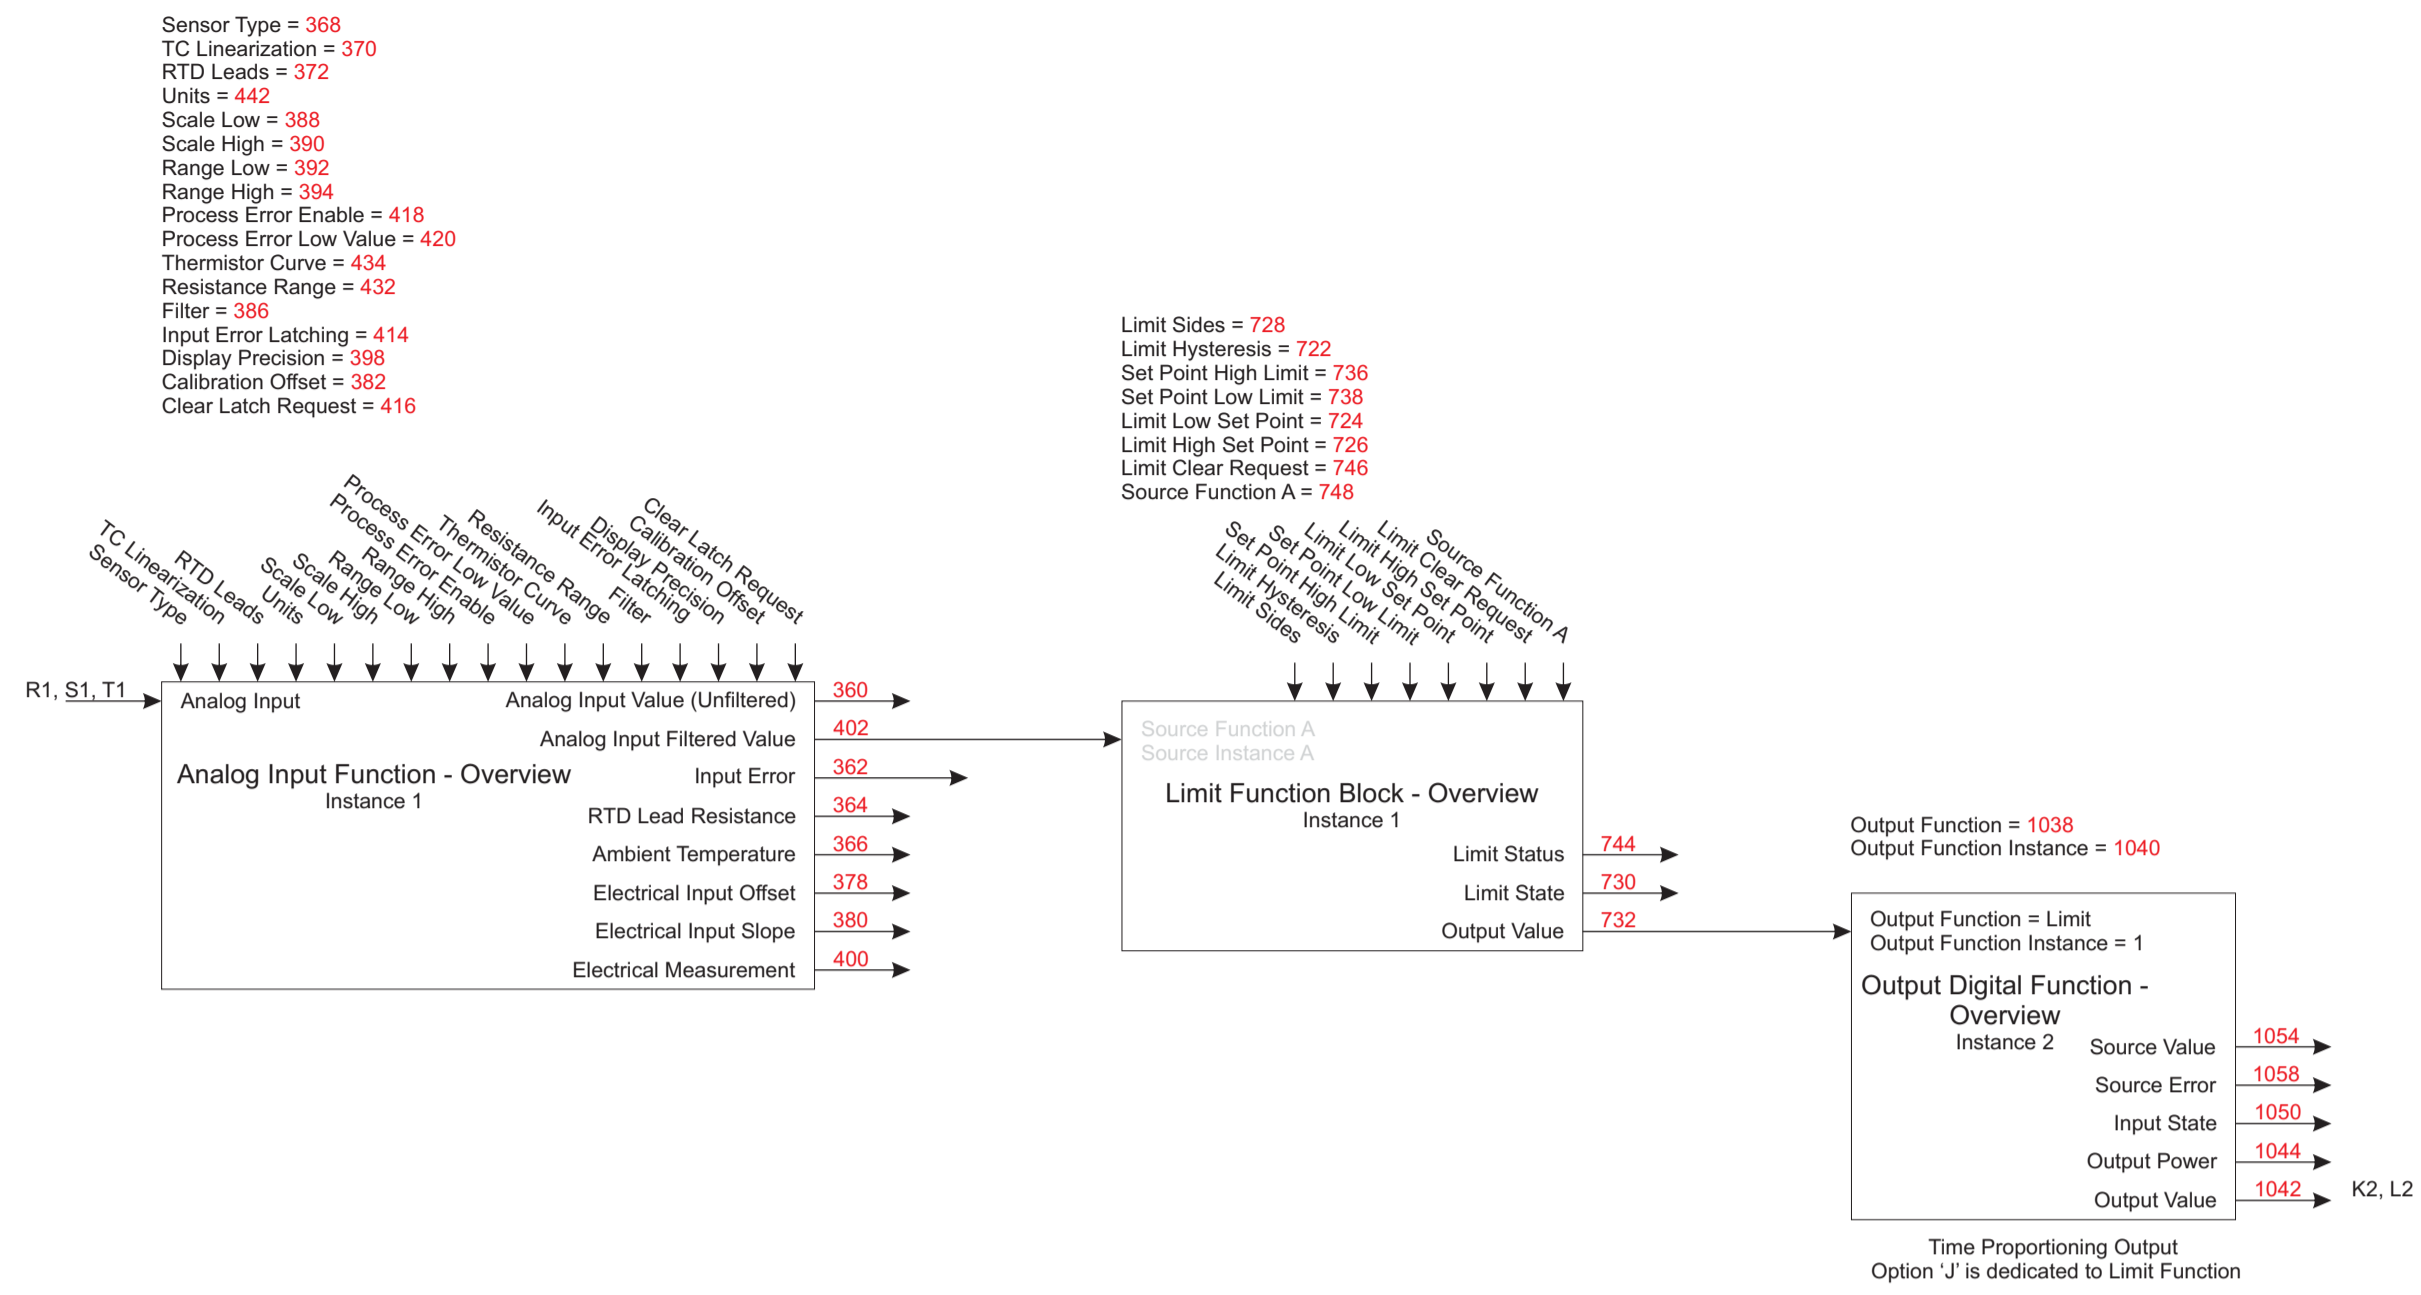 Sensor Type = 368
TC Linearization = 370
RTD Leads = 372
Units = 442
Scale Low = 388
Scale High = 390
Range Low = 392
Range High = 394
Process Error Enable = 418
Process Error Low Value = 420
Thermistor Curve = 434
Resistance Range = 432
Filter = 386
Input Error Latching = 414
Display Precision = 398
Calibration Offset = 382
Clear Latch Request = 416
Sensor Type
TC Linearization
RTD Leads
Units
Scale Low
Scale High
Range Low
Range High
Process Error Enable
Process Error Low Value
Thermistor Curve
Resistance Range
Filter
Input Error Latching
Display Precision
Calibration Offset
Clear Latch Request
R1, S1, T1
Analog Input
Analog Input Value (Unfiltered)
360
Analog Input Filtered Value
402
Analog Input Function - Overview
Instance 1
Input Error
362
RTD Lead Resistance
364
Ambient Temperature
366
Electrical Input Offset
378
Electrical Input Slope
380
Electrical Measurement
400
Limit Sides = 728
Limit Hysteresis = 722
Set Point High Limit = 736
Set Point Low Limit = 738
Limit Low Set Point = 724
Limit High Set Point = 726
Limit Clear Request = 746
Source Function A = 748
Limit Sides
Limit Hysteresis
Set Point High Limit
Set Point Low Limit
Limit Low Set Point
Limit High Set Point
Limit Clear Request
Source Function A
Source Function A
Source Instance A
Limit Function Block - Overview
Instance 1
Limit Status
744
Limit State
730
Output Value
732
Output Function = 1038
Output Function Instance = 1040
Output Function = Limit
Output Function Instance = 1
Output Digital Function -
Overview
Instance 2
Source Value
1054
Source Error
1058
Input State
1050
Output Power
1044
Output Value
1042
K2, L2
Time Proportioning Output
Option ‘J’ is dedicated to Limit Function